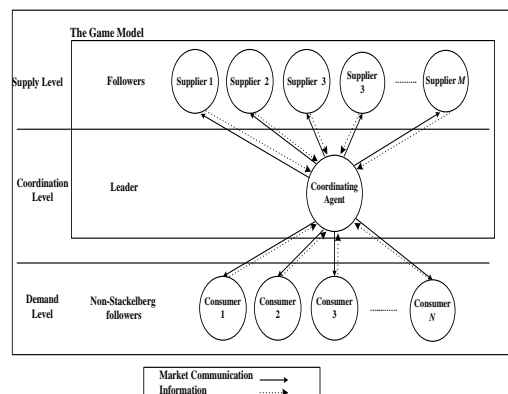 The Game Model
Supply Level
Followers
Supplier 1
Supplier 2
Supplier 3
Supplier
3
..........
Supplier M
Coordination
Level
Leader
Coordinating
Agent
Demand
Level
Non-Stackelberg
followers
Consumer
1
Consumer
2
Consumer
3
............
Consumer
N
Market Communication
Information